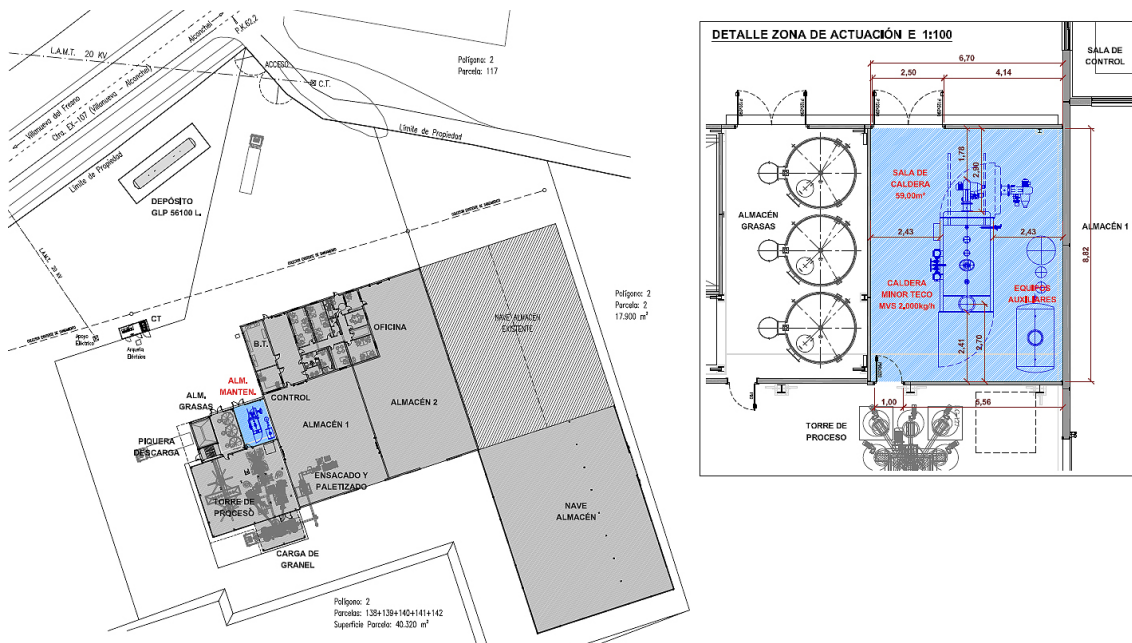 L.A.M.T. 20 KV
P.K.62,2
ACCESO
C.T.
Polígono: 2
Parcela: 117
Villanueva del Fresno
Alconchel
Ctra. EX-107 (Villanueva - Alconchel)
Límite de Propiedad
Límite de Propiedad
DEPÓSITO
GLP 56100 L.
L.A.M.T. 20 KV
CT
Apoyo
Eléctrico
Arqueta
Eléctrica
B.T.
OFICINA
NAVE ALMACÉN
EXISTENTE
Polígono: 2
Parcela: 2
17.900 m²
ALM.
MANTEN.
ALM.
GRASAS
CONTROL
ALMACÉN 2
ALMACÉN 1
PIQUERA
DESCARGA
ENSACADO Y
PALETIZADO
TORRE DE
PROCESO
NAVE
ALMACÉN
CARGA DE
GRANEL
Polígono: 2
Parcelas: 138+139+140+141+142
Superficie Parcela: 40.320 m²
DETALLE ZONA DE ACTUACIÓN E 1:100
SALA DE
CONTROL
6,70
2,50
4,14
1,78
2,90
SALA DE
CALDERA
59,00m²
ALMACÉN
GRASAS
ALMACÉN 1
2,43
2,43
8,82
CALDERA
MINOR TECO
MVS 2.000kg/h
EQUIPOS
AUXILIARES
2,41
2,70
1,00
5,56
TORRE DE
PROCESO